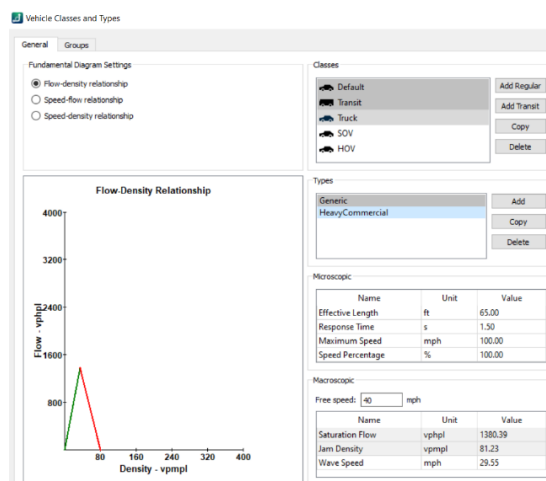 Vehicle Classes and Types
General Groups
Fundamental Diagram Settings
Flow-density relationship
Speed-flow relationship
Speed-density relationship
Flow-Density Relationship
4000
3200
2400
1600
800
Flow - vphpl
80 160 240 320 400
Density - vpmpl
Classes
Default
Transit
Truck
SOV
HOV
Add Regular
Add Transit
Copy
Delete
Types
Generic
HeavyCommercial
Add
Copy
Delete
Microscopic
Name Unit Value
Effective Length ft 65.00
Response Time s 1.50
Maximum Speed mph 100.00
Speed Percentage % 100.00
Macroscopic
Free speed: 40 mph
Name Unit Value
Saturation Flow vphpl 1380.39
Jam Density vpmpl 81.23
Wave Speed mph 29.55